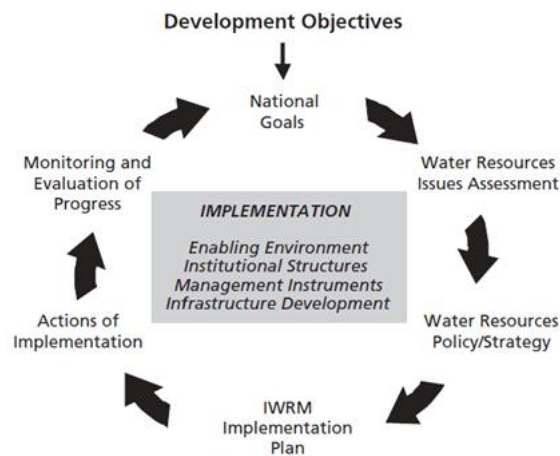 Development Objectives
National
Goals
Water Resources
Issues Assessment
Water Resources
Policy/Strategy
IWRM
Implementation
Plan
Actions of
Implementation
Monitoring and
Evaluation of
Progress
IMPLEMENTATION
Enabling Environment
Institutional Structures
Management Instruments
Infrastructure Development